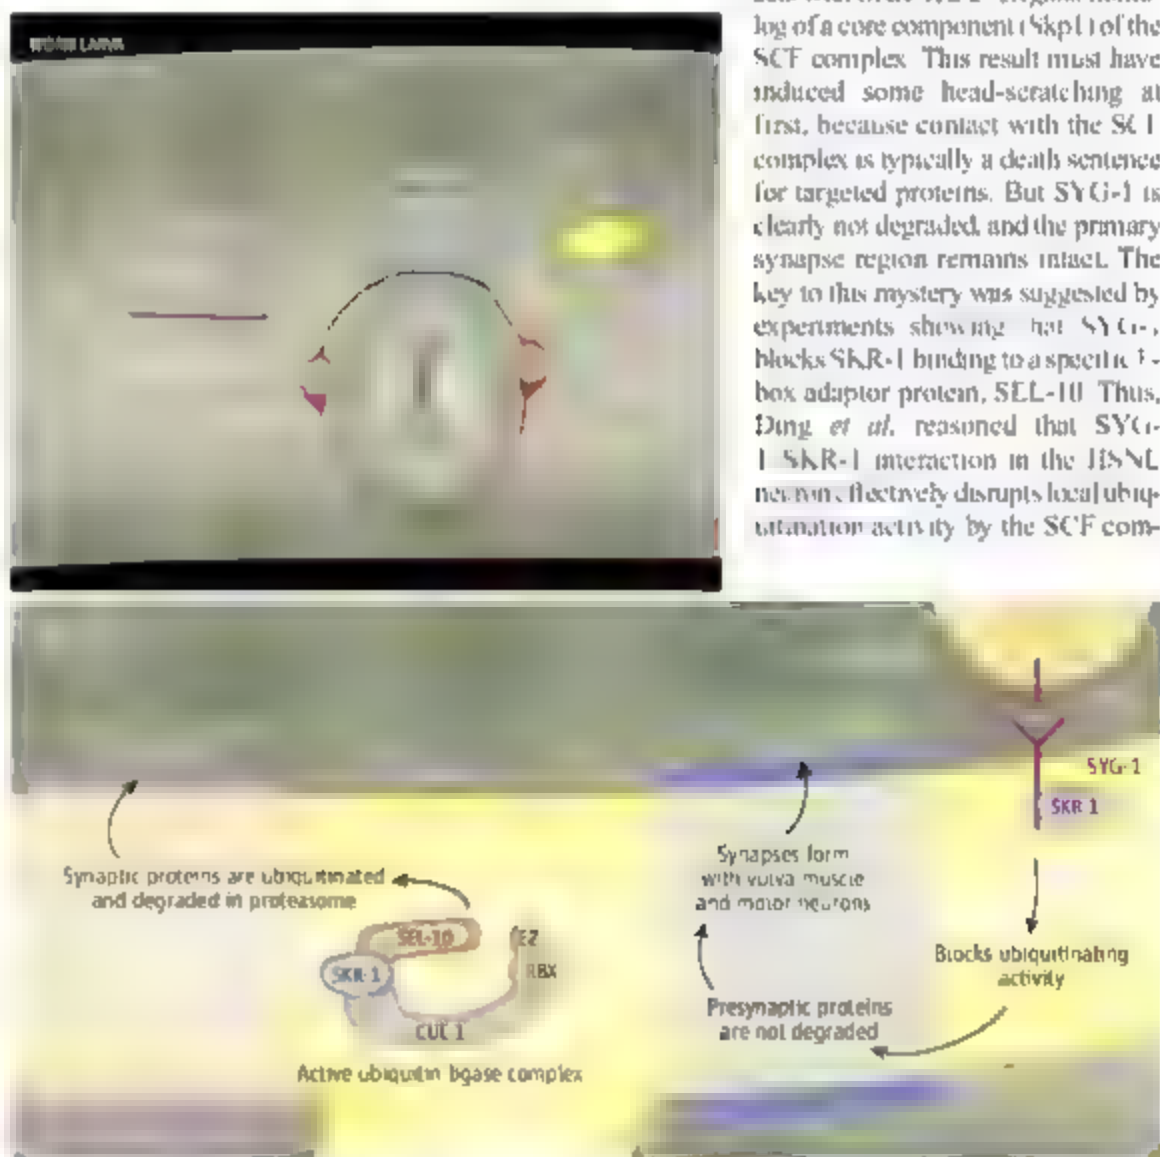 log of a core component (Skp1) of the
SCF complex. This result must have
induced some head-scratching at
first, because contact with the SCF
complex is typically a death sentence
for targeted proteins. But SYG-1 is
clearly not degraded, and the primary
synapse region remains intact. The
key to this mystery was suggested by
experiments showing that SYG-1
blocks SKR-1 binding to a specific F-
box adaptor protein, SEL-10. Thus,
Ding et al. reasoned that SYG-
1 SKR-1 interaction in the HSNL
neuron effectively disrupts local ubiq-
uitination activity by the SCF com-
SYG-1
SKR 1
Synaptic proteins are ubiquitinated
and degraded in proteasome
Synapses form
with vulva muscle
and motor neurons
SEL-10
E2
SKR-1
RBX
CUL 1
Active ubiquitin ligase complex
Blocks ubiquitinating
activity
Presynaptic proteins
are not degraded